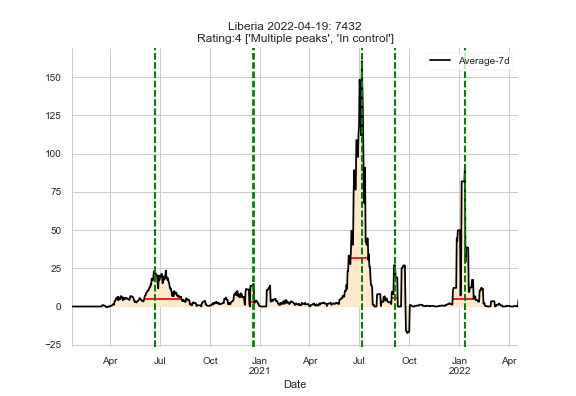 Liberia 2022-04-19: 7432
Rating:4 ['Multiple peaks', 'In control']
Average-7d
150
125
100
75
50
25
0
−25
Apr Jul Oct Jan Apr Jul Oct Jan Apr
2021 2022
Date